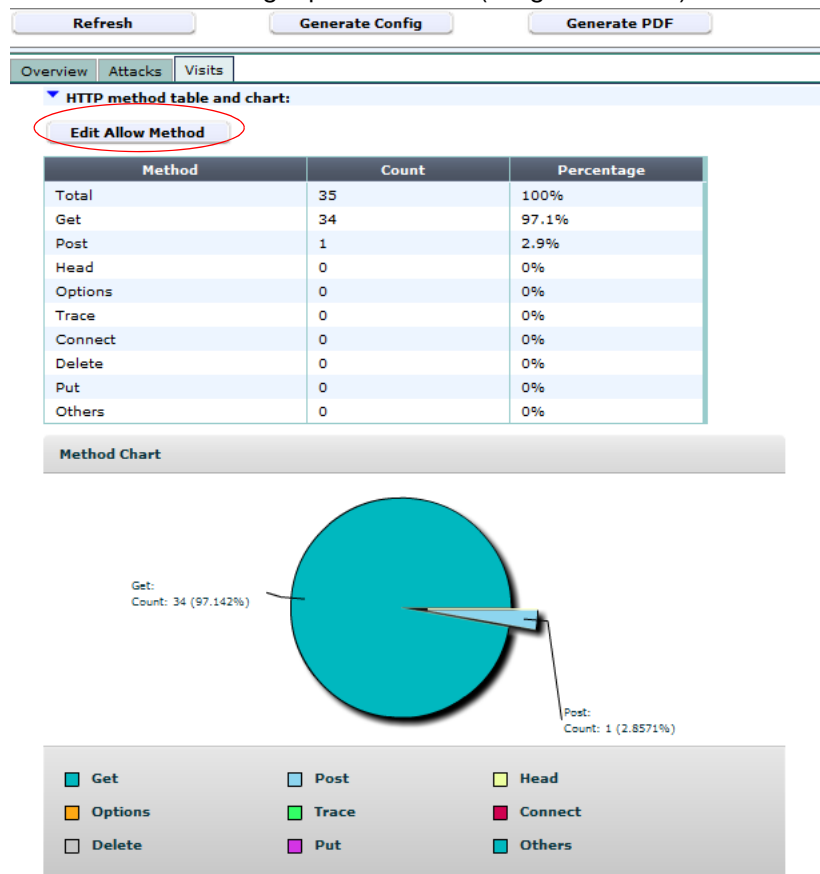 Refresh Generate Config Generate PDF
Overview Attacks Visits
HTTP method table and chart:
Edit Allow Method
Method Count Percentage
Total 35 100%
Get 34 97.1%
Post 1 2.9%
Head 0 0%
Options 0 0%
Trace 0 0%
Connect 0 0%
Delete 0 0%
Put 0 0%
Others 0 0%
Method Chart
Get:
Count: 34 (97.142%)
Post:
Count: 1 (2.8571%)
Get Post Head
Options Trace Connect
Delete Put Others